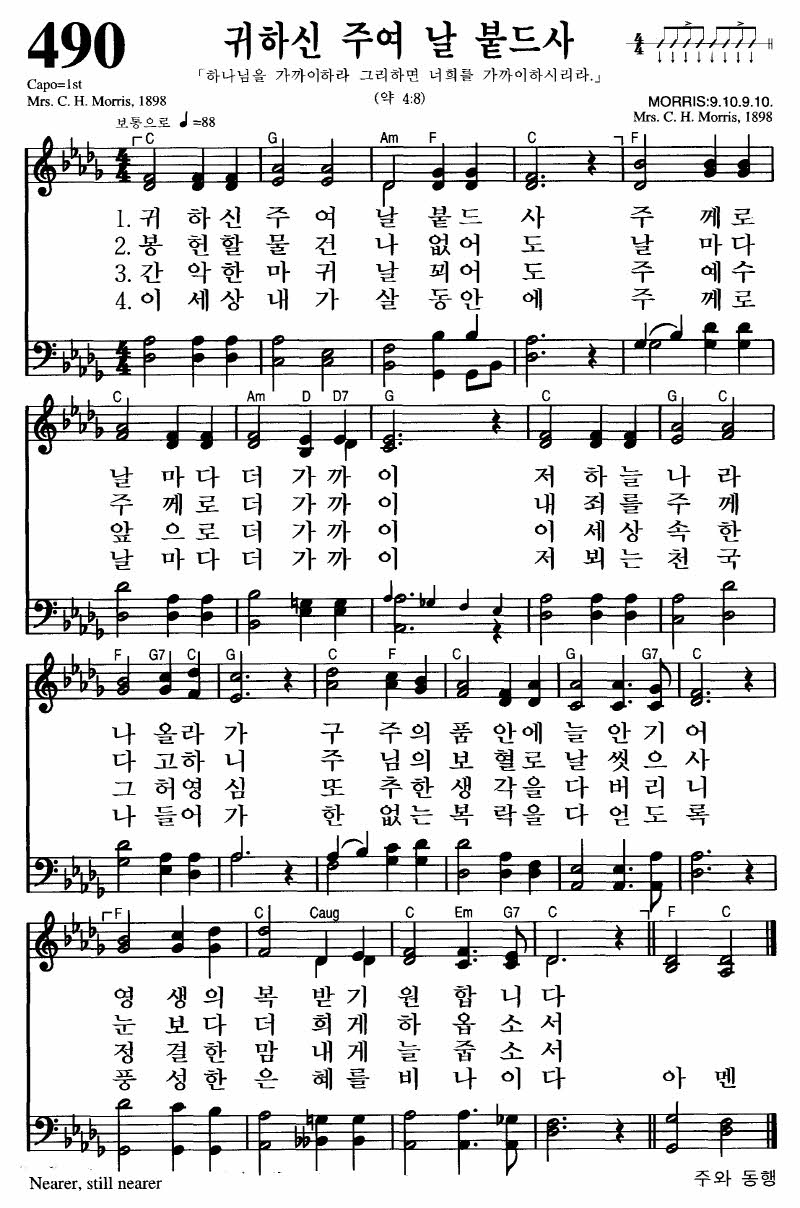 490
귀하신 주여 날 붙드사
「하나님을 가까이하라 그리하면 너희를 가까이하시리라.」
(약 4:8)
Capo=1st
Mrs. C. H. Morris, 1898
MORRIS:9.10.9.10.
Mrs. C. H. Morris, 1898
보통으로 ♩=88
C G Am F C F
1. 귀 하 신 주 여 날 붙 드 사 주 께 로
2. 봉 헌 할 물 건 나 없 어 도 날 마 다
3. 간 악 한 마 귀 날 꾀 어 도 주 예 수
4. 이 세 상 내 가 살 동 안 에 주 께 로
C Am D D7 G C G C
날 마 다 더 가 까 이 저 하 늘 나 라
주 께 로 더 가 까 이 내 죄 를 주 께
앞 으 로 더 가 까 이 이 세 상 속 한
날 마 다 더 가 까 이 저 뵈 는 천 국
F G7 C G C F C G G7 C
나 올 라 가 구 주 의 품 안 에 늘 안 기 어
다 고 하 니 주 님 의 보 혈 로 날 씻 으 사
그 허 영 심 또 추 한 생 각 을 다 버 리 니
나 들 어 가 한 없 는 복 락 을 다 얻 도 록
F C Caug C Em G7 C F C
영 생 의 복 받 기 원 합 니 다
눈 보 다 더 희 게 하 옵 소 서
정 결 한 맘 내 게 늘 줍 소 서
풍 성 한 은 혜 를 비 나 이 다 아 멘
Nearer, still nearer
주와 동행